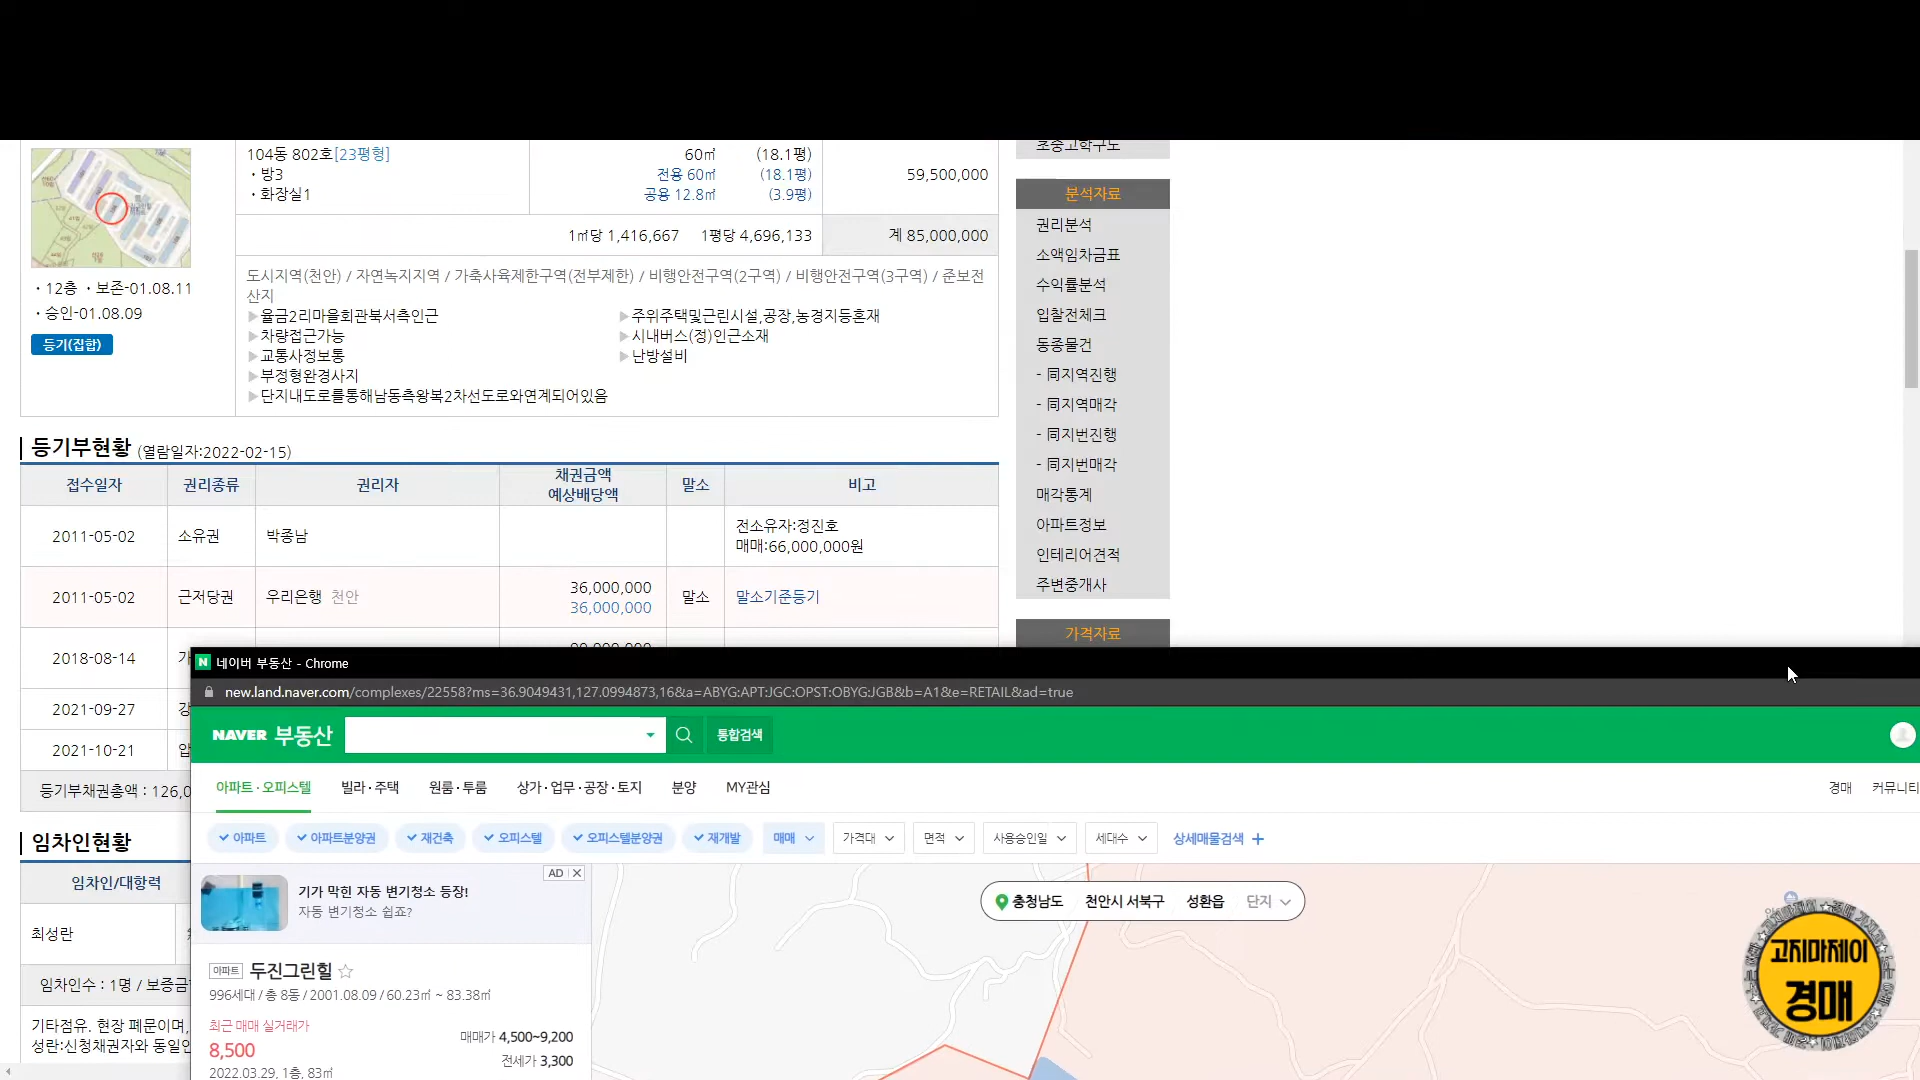 초중고학구도
104동 802호[23평형]
· 방3
· 화장실1
60㎡ (18.1평)
전용 60㎡ (18.1평)
공용 12.8㎡ (3.9평)
59,500,000
1㎡당 1,416,667 1평당 4,696,133
계 85,000,000
도시지역(천안) / 자연녹지지역 / 가축사육제한구역(전부제한) / 비행안전구역(2구역) / 비행안전구역(3구역) / 준보전
산지
▶율금2리마을회관북서측인근
▶주위주택및근린시설,공장,농경지등혼재
▶차량접근가능
▶시내버스(정)인근소재
▶교통사정보통
▶난방설비
▶부정형완경사지
▶단지내도로를통해남동측왕복2차선도로와연계되어있음
· 12층 · 보존-01.08.11
· 승인-01.08.09
등기(집합)
분석자료
권리분석
소액임차금표
수익률분석
입찰전체크
동종물건
- 同지역진행
- 同지역매각
- 同지번진행
- 同지번매각
매각통계
아파트정보
인테리어견적
주변중개사
가격자료
등기부현황 (열람일자:2022-02-15)
접수일자 권리종류 권리자 채권금액 예상배당액 말소 비고
2011-05-02 소유권 박종남 전소유자:정진호
매매:66,000,000원
2011-05-02 근저당권 우리은행 천안 36,000,000 말소 말소기준등기
36,000,000
2018-08-14
2021-09-27
2021-10-21
등기부채권총액 : 126,0
임차인현황
임차인/대항력
최성란
임차인수 : 1명 / 보증금
기타점유. 현장 폐문이며,
성란:신청채권자와 동일인
네이버 부동산 - Chrome
new.land.naver.com/complexes/22558?ms=36.9049431,127.0994873,16&a=ABYG:APT:JGC:OPST:OBYG:JGB&b=A1&e=RETAIL&ad=true
NAVER 부동산
통합검색
아파트·오피스텔 빌라·주택 원룸·투룸 상가·업무·공장·토지 분양 MY관심
경매 커뮤니티
아파트 아파트분양권 재건축 오피스텔 오피스텔분양권 재개발 매매 가격대 면적 사용승인일 세대수 상세매물검색 +
AD
기가 막힌 자동 변기청소 등장!
자동 변기청소 쉽죠?
충청남도 천안시 서북구 성환읍 단지
아파트 두진그린힐
996세대 / 총 8동 / 2001.08.09 / 60.23㎡ ~ 83.38㎡
최근 매매 실거래가
8,500
2022.03.29, 1층, 83㎡
매매가 4,500~9,200
전세가 3,300
고지마제이
경매